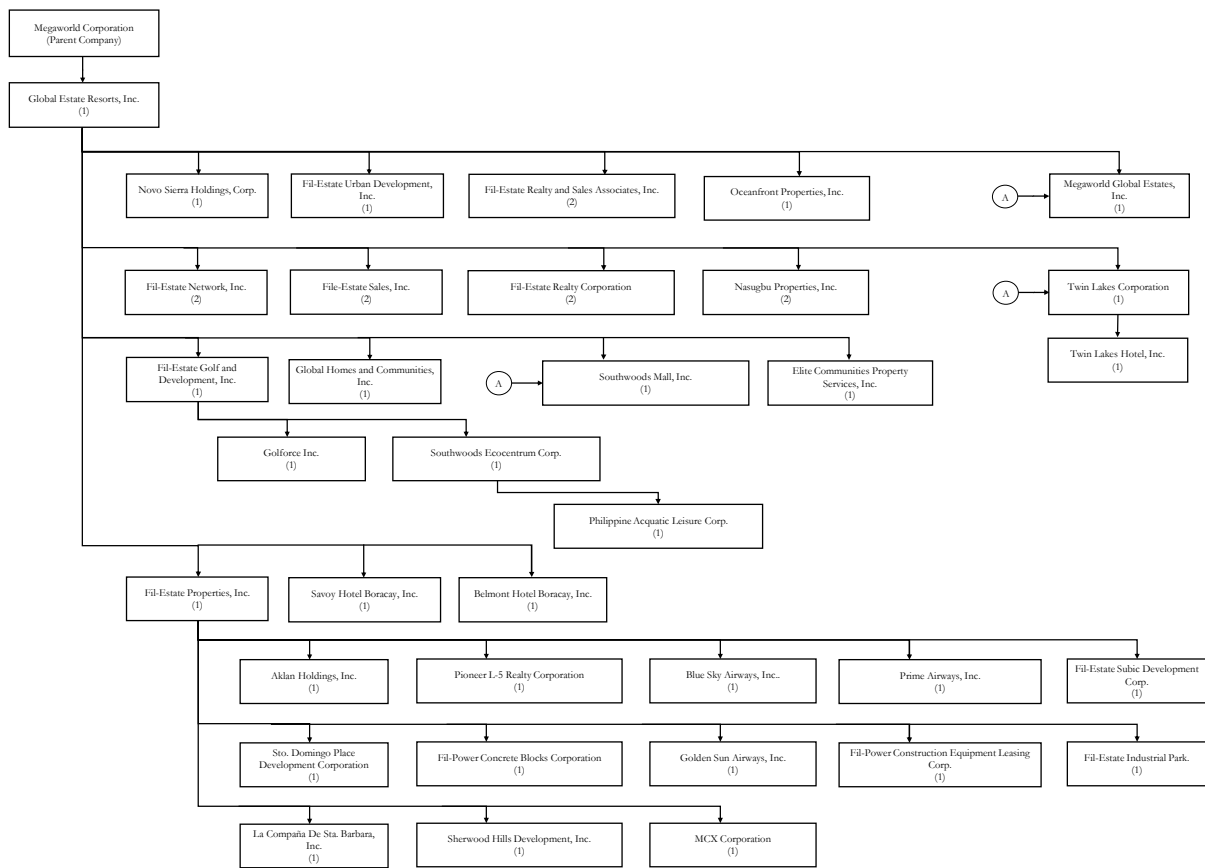 Megaworld Corporation
(Parent Company)
Global Estate Resorts, Inc.
(1)
Novo Sierra Holdings, Corp.
(1)
Fil-Estate Urban Development,
Inc.
(1)
Fil-Estate Realty and Sales Associates, Inc.
(2)
Oceanfront Properties, Inc.
(1)
A
Megaworld Global Estates,
Inc.
(1)
Fil-Estate Network, Inc.
(2)
File-Estate Sales, Inc.
(2)
Fil-Estate Realty Corporation
(2)
Nasugbu Properties, Inc.
(2)
A
Twin Lakes Corporation
(1)
Twin Lakes Hotel, Inc.
(1)
Fil-Estate Golf and
Development, Inc.
(1)
Global Homes and Communities,
Inc.
(1)
A
Southwoods Mall, Inc.
(1)
Elite Communities Property
Services, Inc.
(1)
Golforce Inc.
(1)
Southwoods Ecocentrum Corp.
(1)
Philippine Acquatic Leisure Corp.
(1)
Fil-Estate Properties, Inc.
(1)
Savoy Hotel Boracay, Inc.
(1)
Belmont Hotel Boracay, Inc.
(1)
Aklan Holdings, Inc.
(1)
Pioneer L-5 Realty Corporation
(1)
Blue Sky Airways, Inc..
(1)
Prime Airways, Inc.
(1)
Fil-Estate Subic Development
Corp.
(1)
Sto. Domingo Place
Development Corporation
(1)
Fil-Power Concrete Blocks Corporation
(1)
Golden Sun Airways, Inc.
(1)
Fil-Power Construction Equipment Leasing
Corp.
(1)
Fil-Estate Industrial Park.
(1)
La Compaña De Sta. Barbara,
Inc.
(1)
Sherwood Hills Development, Inc.
(1)
MCX Corporation
(1)